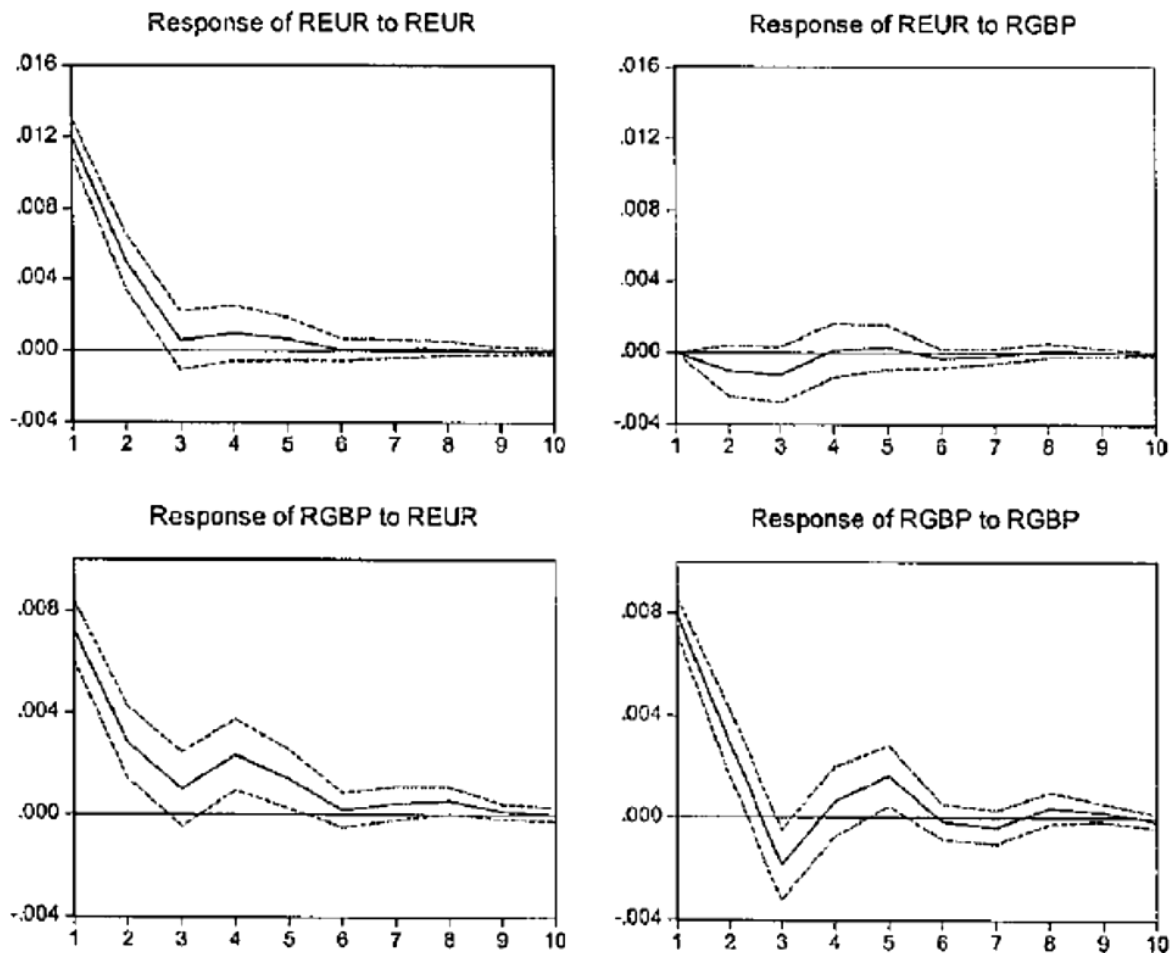 Response of REUR to REUR
.016
.012
.008
.004
.000
-.004
1 2 3 4 5 6 7 8 9 10
Response of REUR to RGBP
.016
.012
.008
.004
.000
-.004
1 2 3 4 5 6 7 8 9 10
Response of RGBP to REUR
.008
.004
.000
-.004
1 2 3 4 5 6 7 8 9 10
Response of RGBP to RGBP
.008
.004
.000
-.004
1 2 3 4 5 6 7 8 9 10